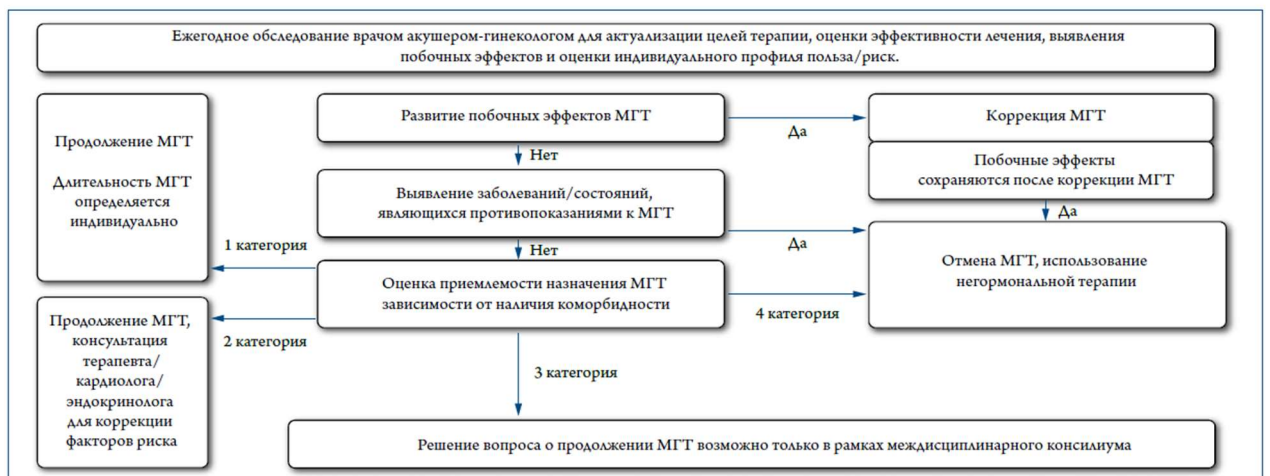 Ежегодное обследование врачом акушером-гинекологом для актуализации целей терапии, оценки эффективности лечения, выявления
побочных эффектов и оценки индивидуального профиля польза/риск.
Продолжение МГТ
Длительность МГТ
определяется
индивидуально
Развитие побочных эффектов МГТ
Да
Коррекция МГТ
Нет
Побочные эффекты
сохраняются после коррекции МГТ
Выявление заболеваний/состояний,
являющихся противопоказаниями к МГТ
Да
Да
Отмена МГТ, использование
негормональной терапии
1 категория
Нет
Оценка приемлемости назначения МГТ
зависимости от наличия коморбидности
4 категория
Продолжение МГТ,
консультация
терапевта/
кардиолога/
эндокринолога
для коррекции
факторов риска
2 категория
3 категория
Решение вопроса о продолжении МГТ возможно только в рамках междисциплинарного консилиума